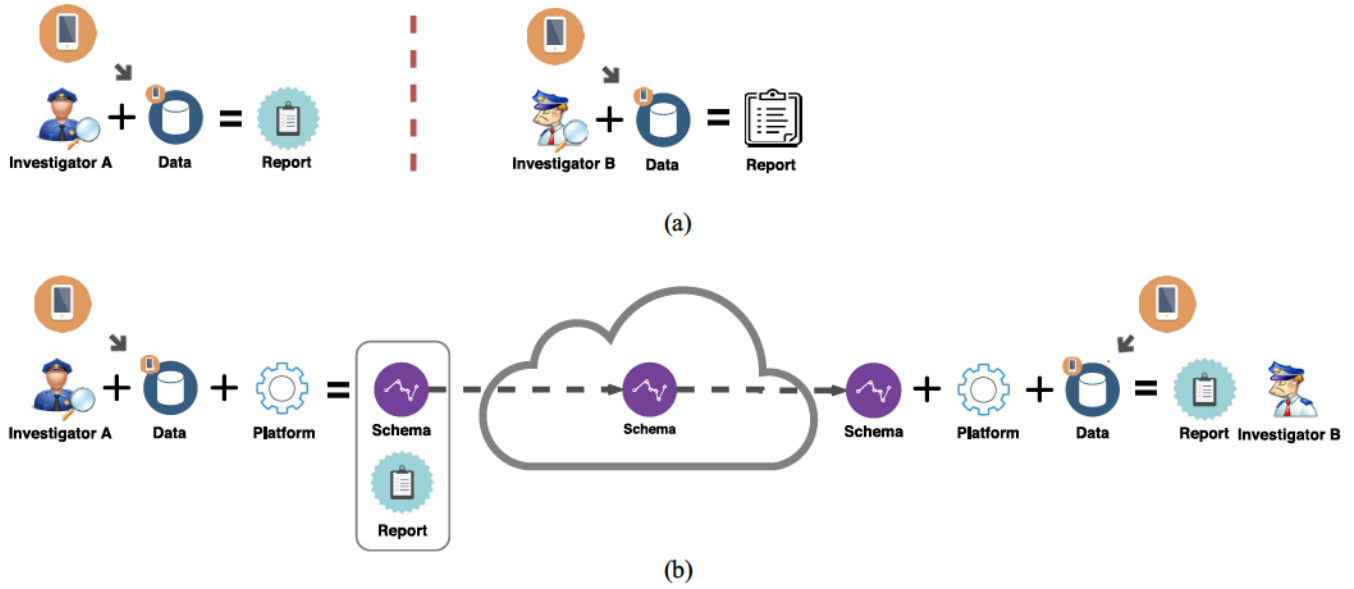 Investigator A Data Report Investigator B Data Report
(a)
Investigator A Data Platform Schema Schema Schema Platform Data Report Investigator B
Report
(b)